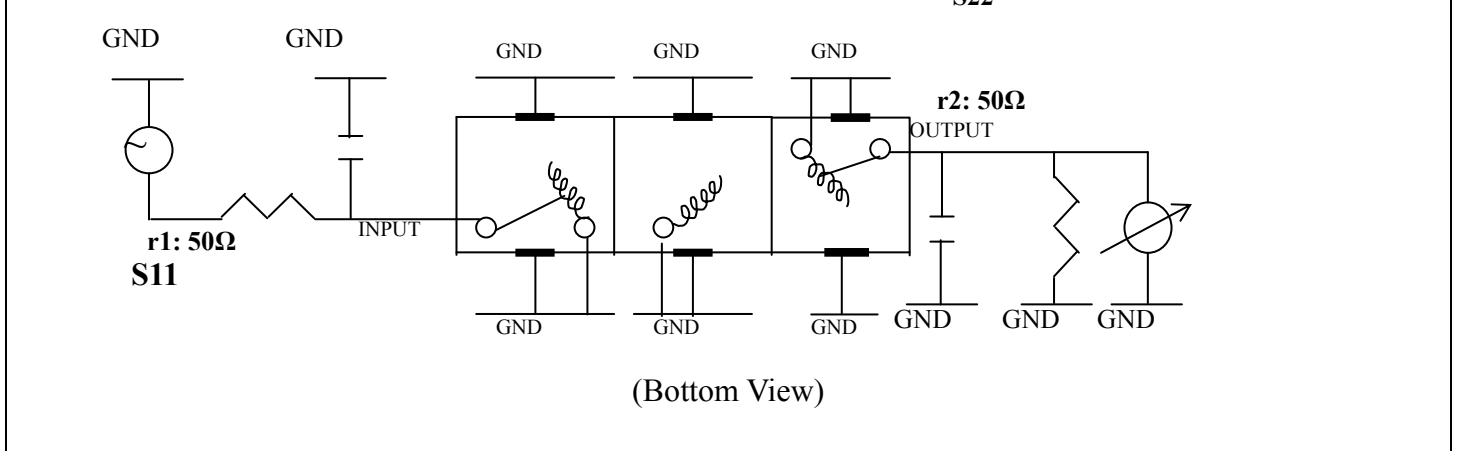 S22
GND GND GND GND GND
r2: 50Ω
OUTPUT
INPUT
r1: 50Ω
S11
GND GND GND GND GND GND
(Bottom View)